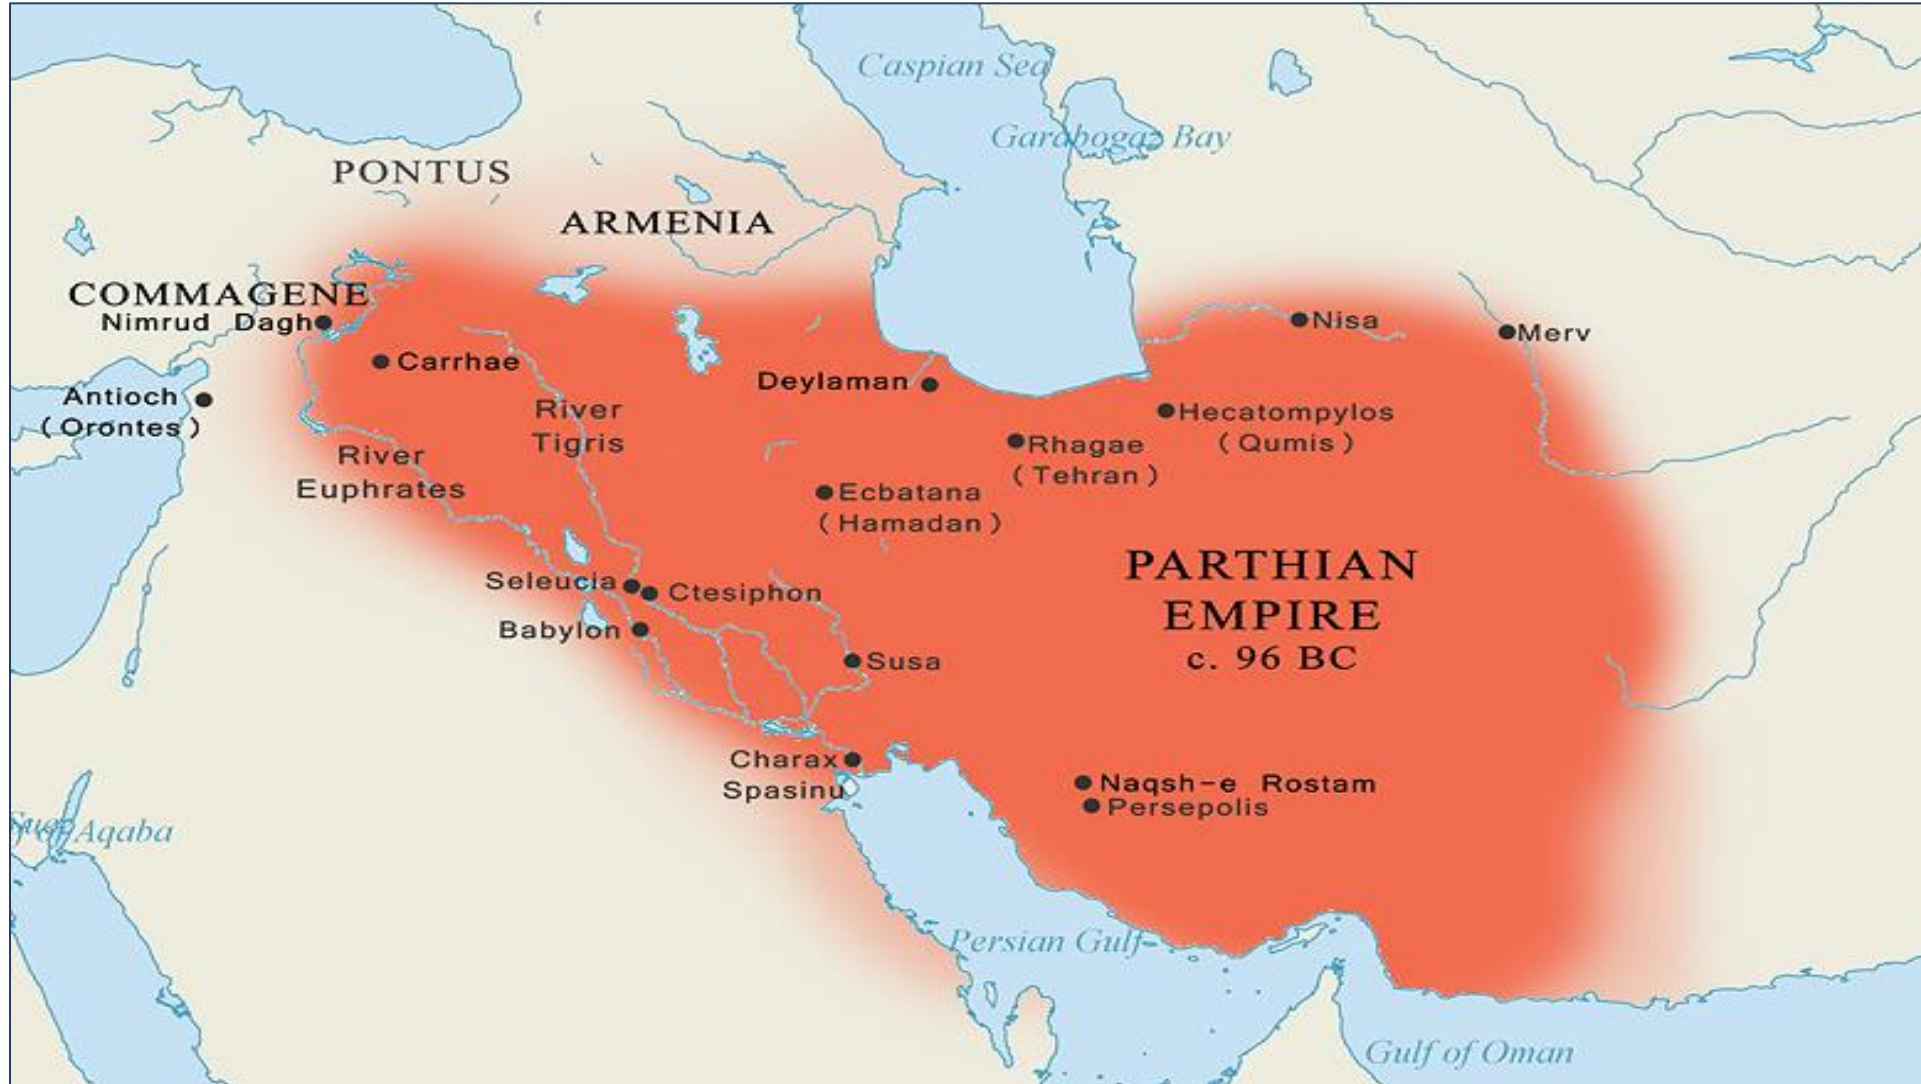 Caspian Sea
Garabogaz Bay
PONTUS
ARMENIA
COMMAGENE
Nimrud Dagh
Nisa
Merv
Carrhae
Deylaman
Antioch
(Orontes)
River
Tigris
Hecatompylos
(Qumis)
Rhagae
(Tehran)
River
Euphrates
Ecbatana
(Hamadan)
PARTHIAN
EMPIRE
c. 96 BC
Seleucia
Ctesiphon
Babylon
Susa
Charax
Spasinu
Naqsh-e Rostam
Persepolis
of Aqaba
Persian Gulf
Gulf of Oman